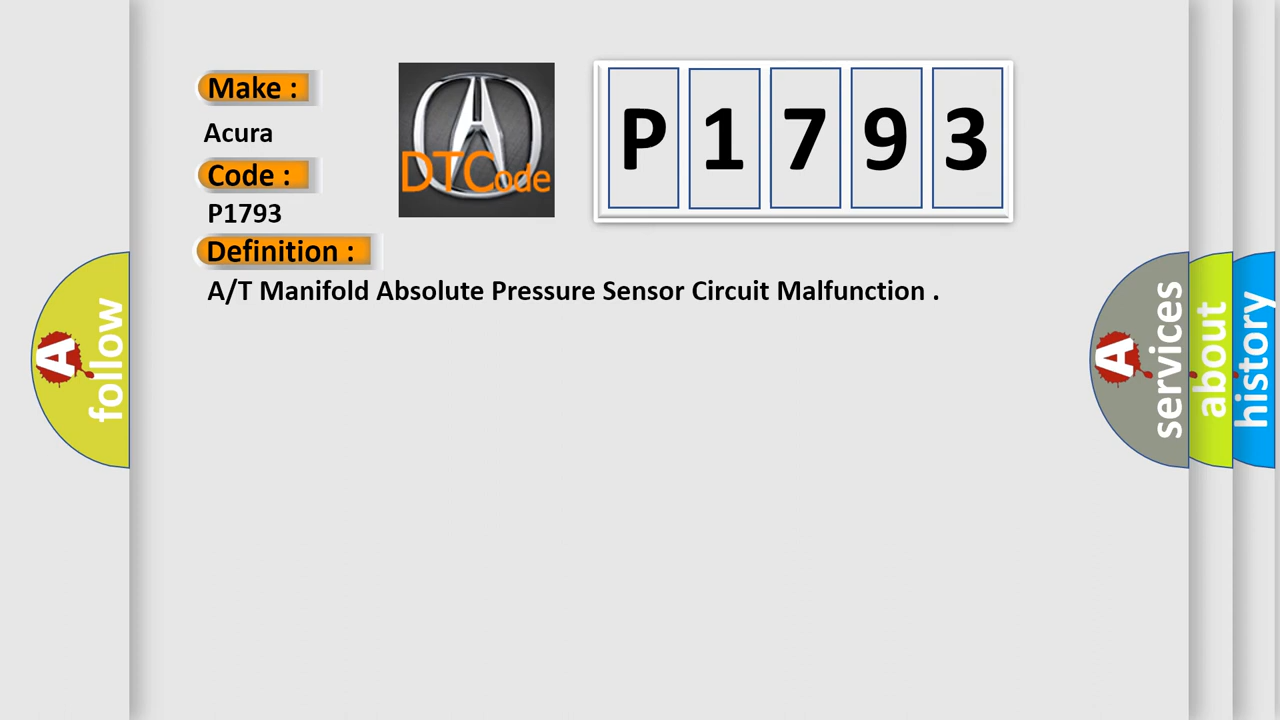 Make :
Acura
Code :
P1793
Definition :
A/T Manifold Absolute Pressure Sensor Circuit Malfunction .
DTCode
P 1 7 9 3
A
follow
A
services
about
history